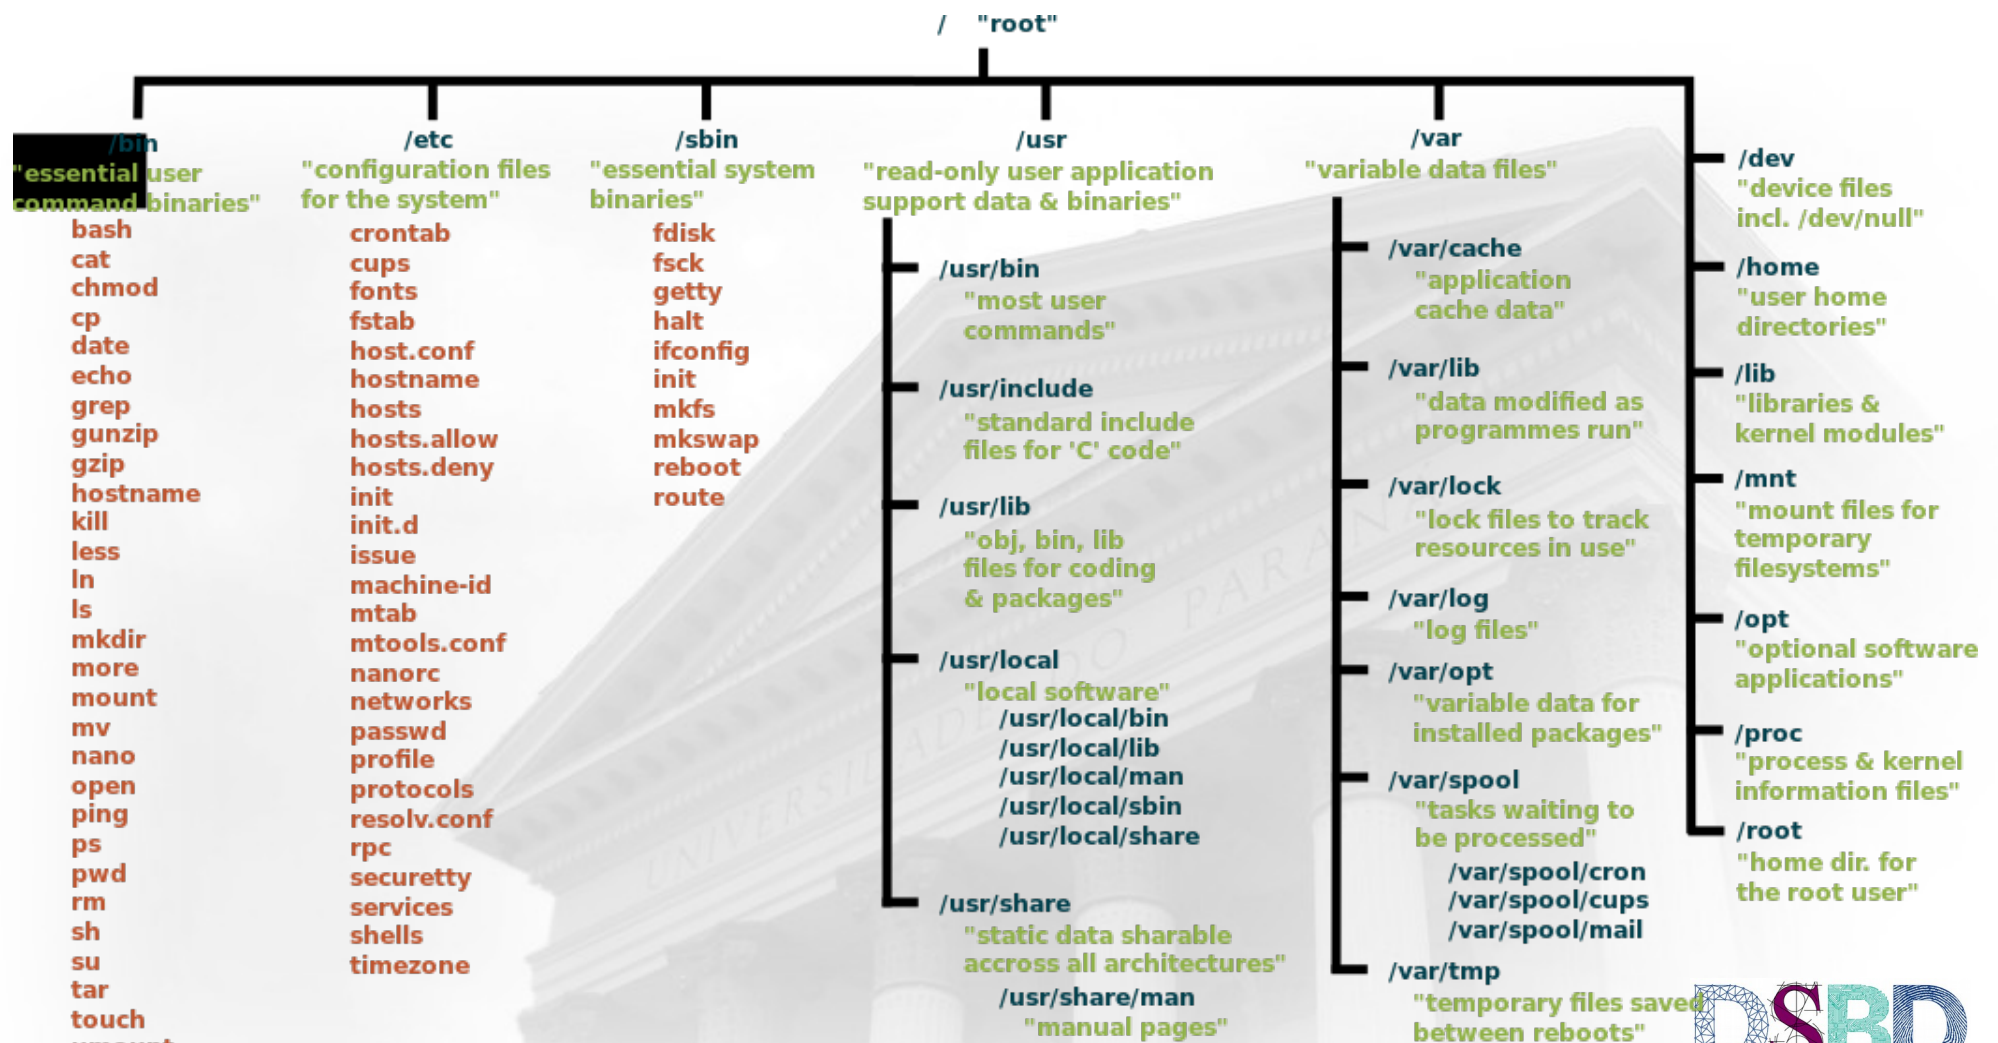 / "root"
/bin
"essential user
command binaries"
bash
cat
chmod
cp
date
echo
grep
gunzip
gzip
hostname
kill
less
ln
ls
mkdir
more
mount
mv
nano
open
ping
ps
pwd
rm
sh
su
tar
touch
/etc
"configuration files
for the system"
crontab
cups
fonts
fstab
host.conf
hostname
hosts
hosts.allow
hosts.deny
init
init.d
issue
machine-id
mtab
mtools.conf
nanorc
networks
passwd
profile
protocols
resolv.conf
rpc
securetty
services
shells
timezone
/sbin
"essential system
binaries"
fdisk
fsck
getty
halt
ifconfig
init
mkfs
mkswap
reboot
route
/usr
"read-only user application
support data & binaries"
/usr/bin
"most user
commands"
/usr/include
"standard include
files for 'C' code"
/usr/lib
"obj, bin, lib
files for coding
& packages"
/usr/local
"local software"
/usr/local/bin
/usr/local/lib
/usr/local/man
/usr/local/sbin
/usr/local/share
/usr/share
"static data sharable
accross all architectures"
/usr/share/man
"manual pages"
/var
"variable data files"
/var/cache
"application
cache data"
/var/lib
"data modified as
programmes run"
/var/lock
"lock files to track
resources in use"
/var/log
"log files"
/var/opt
"variable data for
installed packages"
/var/spool
"tasks waiting to
be processed"
/var/spool/cron
/var/spool/cups
/var/spool/mail
/var/tmp
"temporary files saved
between reboots"
/dev
"device files
incl. /dev/null"
/home
"user home
directories"
/lib
"libraries &
kernel modules"
/mnt
"mount files for
temporary
filesystems"
/opt
"optional software
applications"
/proc
"process & kernel
information files"
/root
"home dir. for
the root user"
UNIVERSIDADE DO PARANÁ
DSBD